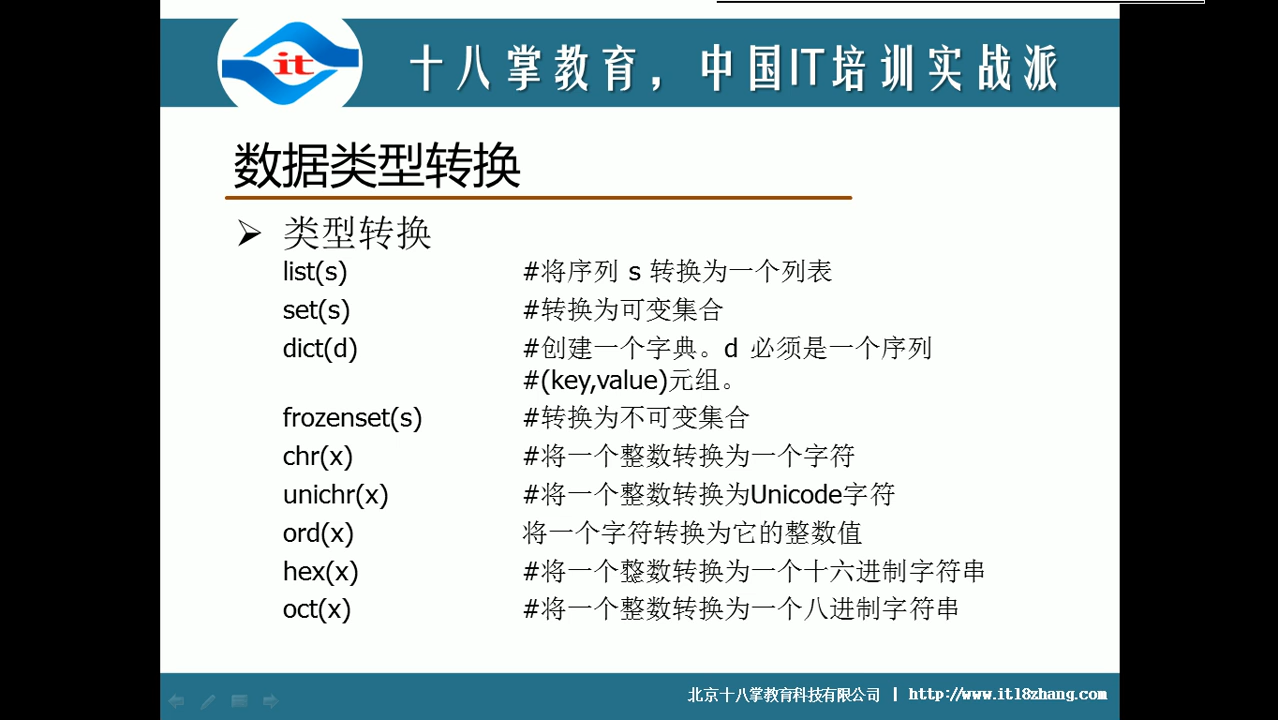 it
十八掌教育，中国IT培训实战派
数据类型转换
类型转换
list(s) #将序列 s 转换为一个列表
set(s) #转换为可变集合
dict(d) #创建一个字典。d 必须是一个序列
#(key,value)元组。
frozenset(s) #转换为不可变集合
chr(x) #将一个整数转换为一个字符
unichr(x) #将一个整数转换为Unicode字符
ord(x) 将一个字符转换为它的整数值
hex(x) #将一个整数转换为一个十六进制字符串
oct(x) #将一个整数转换为一个八进制字符串
北京十八掌教育科技有限公司 | http://www.it18zhang.com